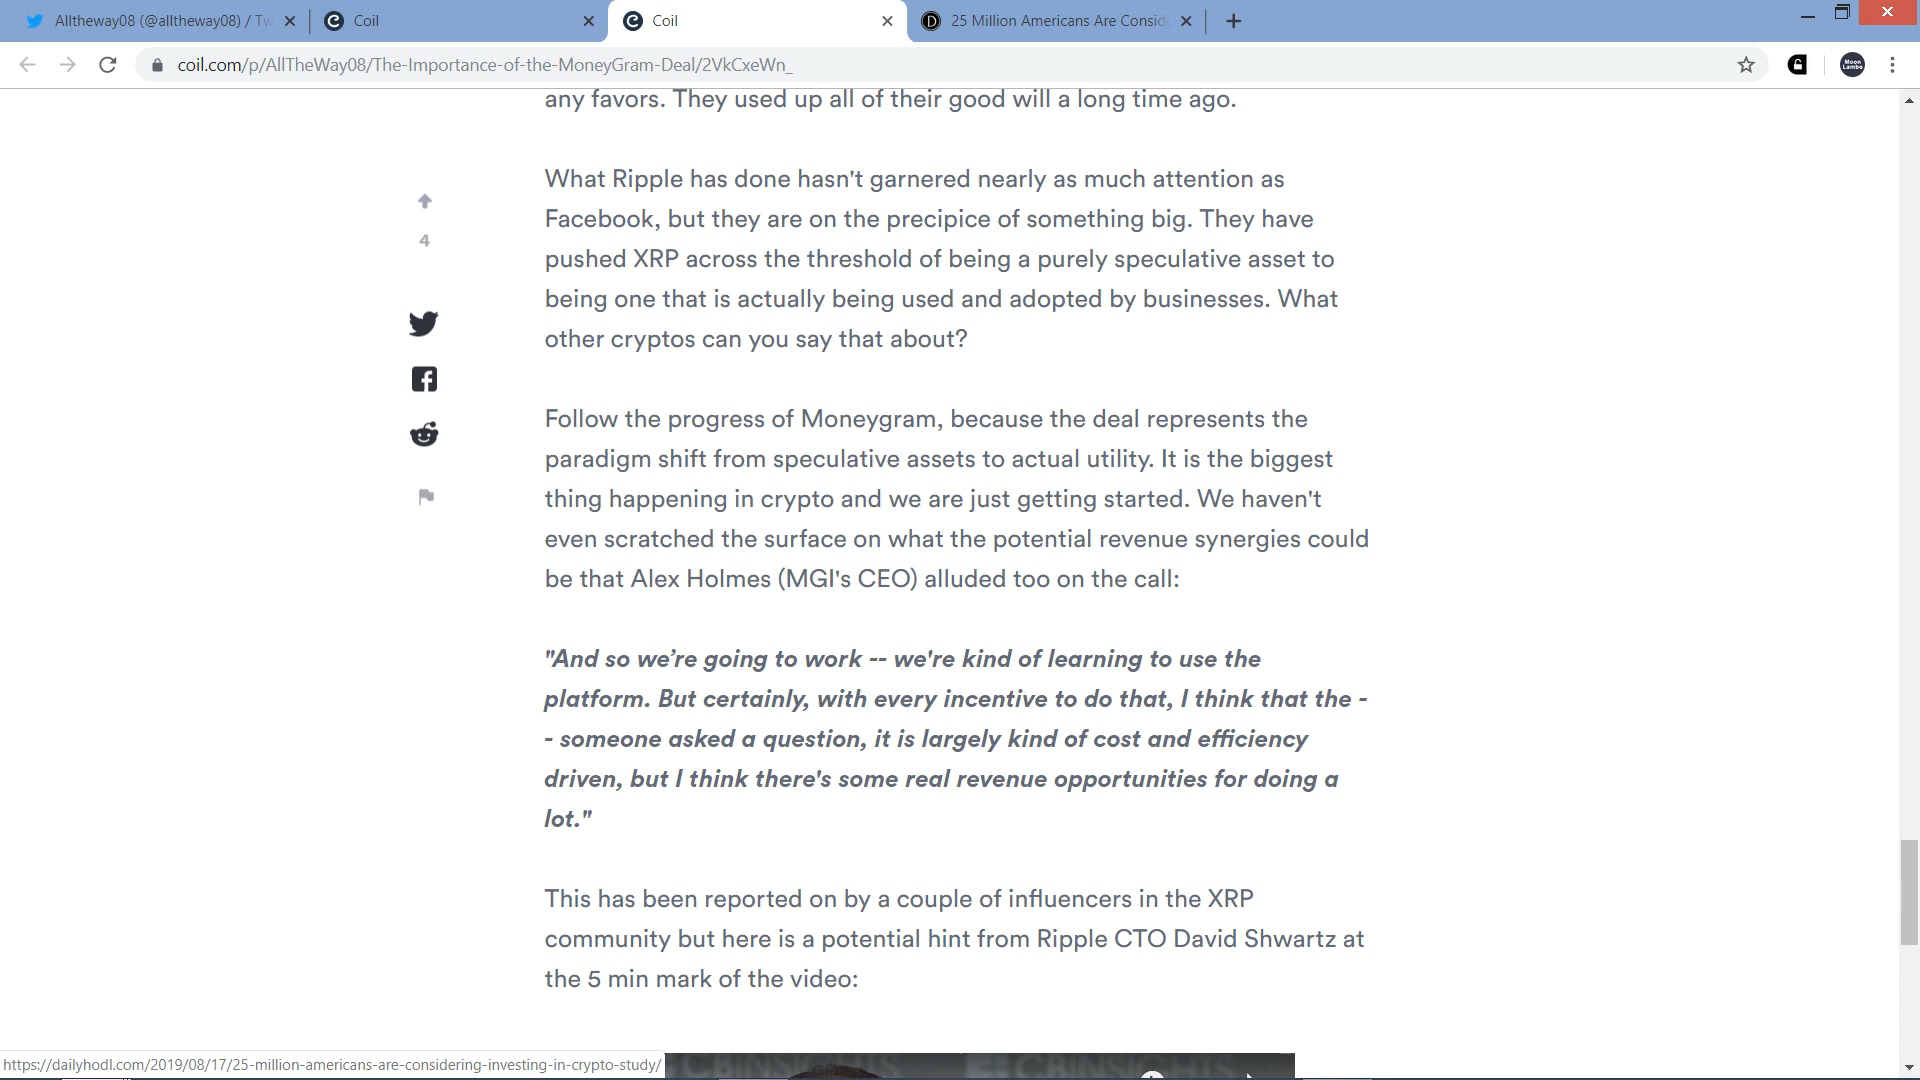 Alltheway08 (@alltheway08) / Tw
Coil
Coil
25 Million Americans Are Consid
coil.com/p/AllTheWay08/The-Importance-of-the-MoneyGram-Deal/2VkCxeWn_
Moon Lambo
any favors. They used up all of their good will a long time ago.
What Ripple has done hasn't garnered nearly as much attention as
Facebook, but they are on the precipice of something big. They have
pushed XRP across the threshold of being a purely speculative asset to
being one that is actually being used and adopted by businesses. What
other cryptos can you say that about?
4
Follow the progress of Moneygram, because the deal represents the
paradigm shift from speculative assets to actual utility. It is the biggest
thing happening in crypto and we are just getting started. We haven't
even scratched the surface on what the potential revenue synergies could
be that Alex Holmes (MGI's CEO) alluded too on the call:
"And so we’re going to work -- we're kind of learning to use the
platform. But certainly, with every incentive to do that, I think that the -
- someone asked a question, it is largely kind of cost and efficiency
driven, but I think there's some real revenue opportunities for doing a
lot."
This has been reported on by a couple of influencers in the XRP
community but here is a potential hint from Ripple CTO David Shwartz at
the 5 min mark of the video:
https://dailyhodl.com/2019/08/17/25-million-americans-are-considering-investing-in-crypto-study/
CBINSIGHTS
CBINSIGHTS